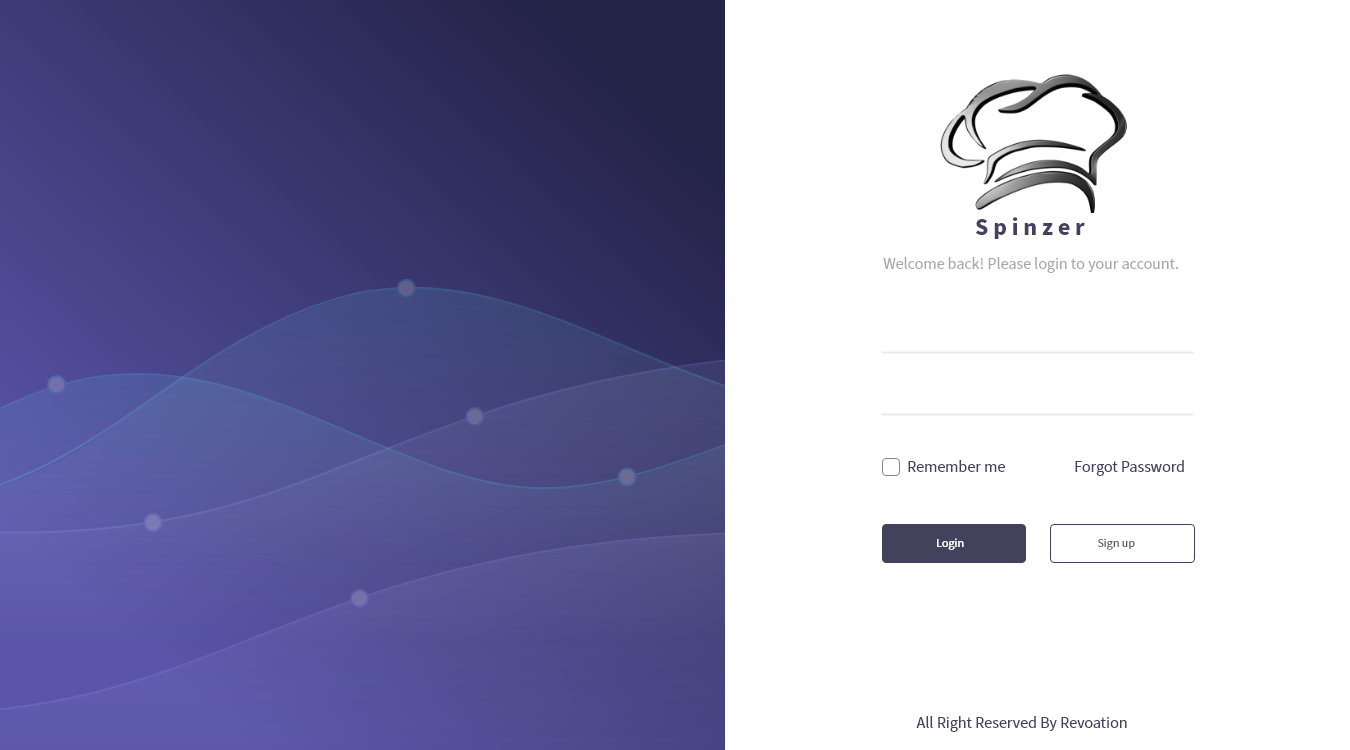 Spinzer
Welcome back! Please login to your account.
Remember me Forgot Password
Login Sign up
All Right Reserved By Revoation